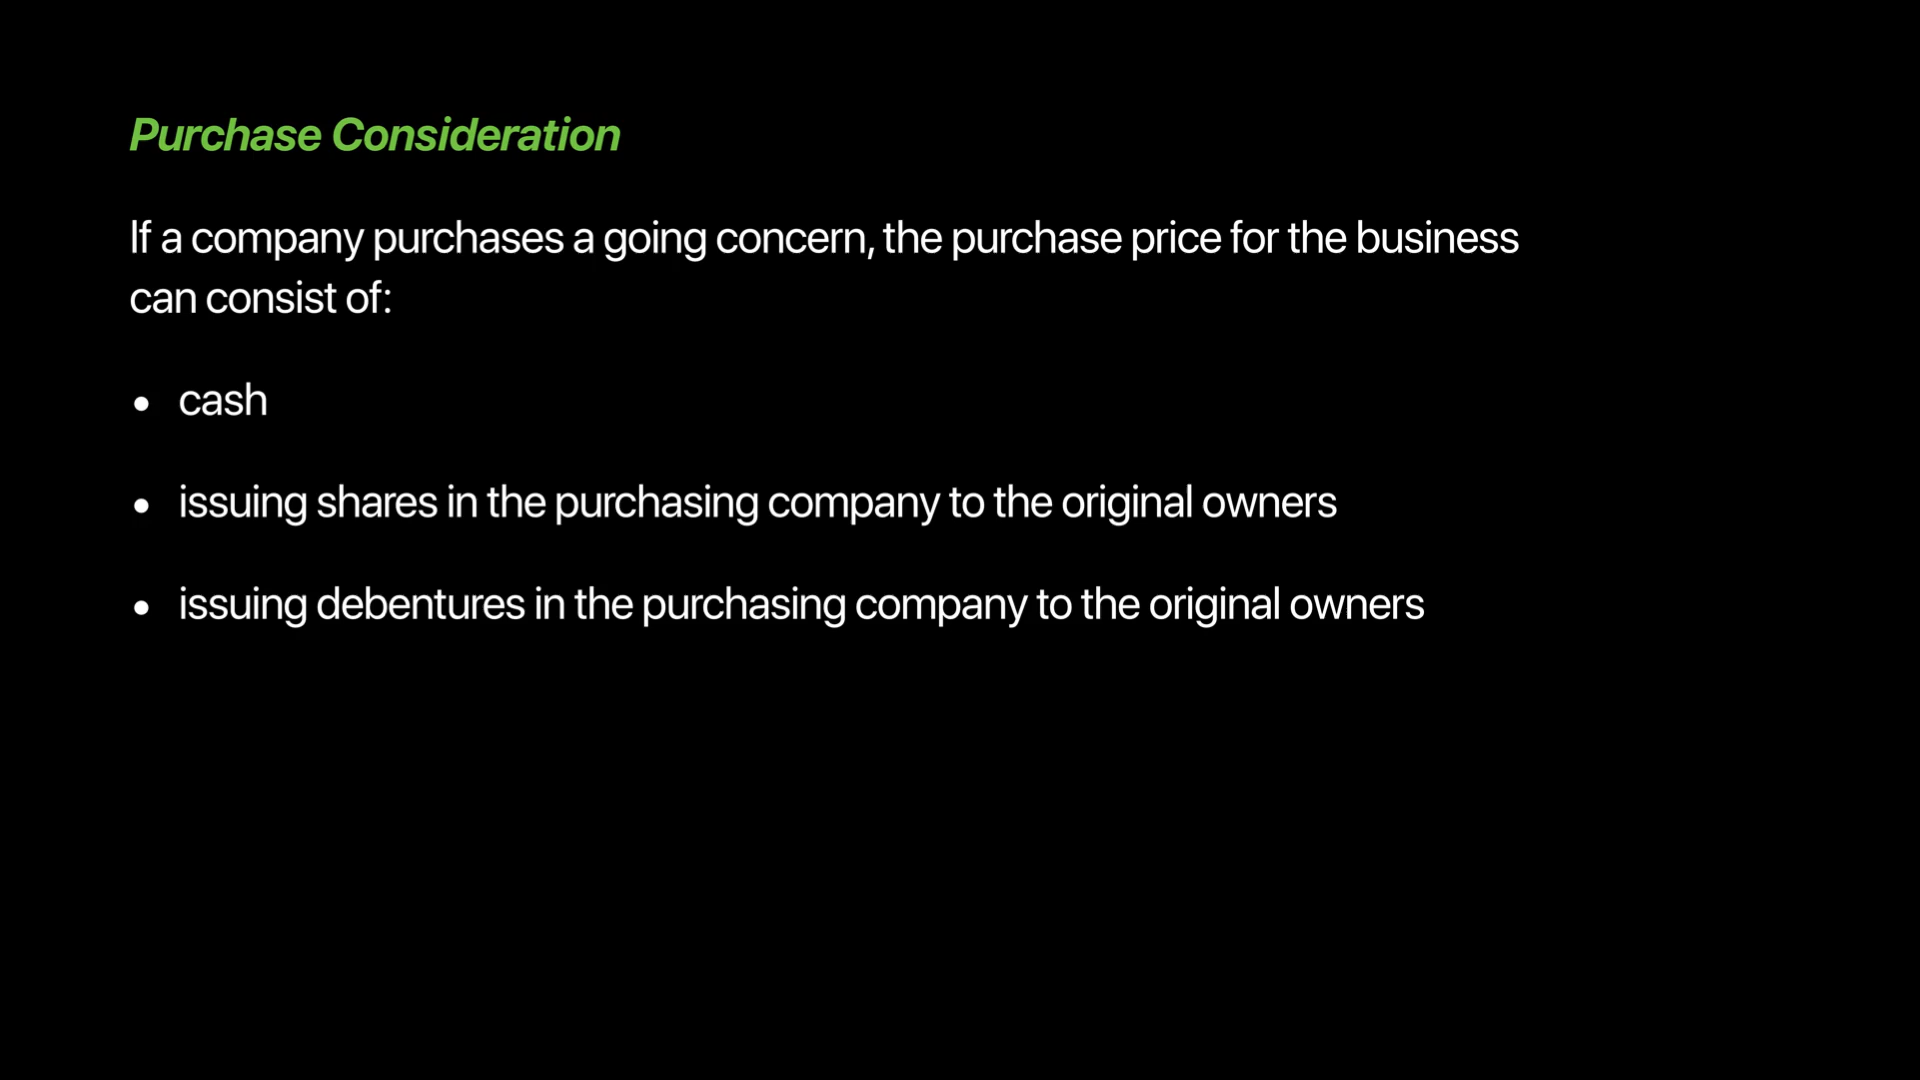 Purchase Consideration
If a company purchases a going concern, the purchase price for the business
can consist of:
• cash
• issuing shares in the purchasing company to the original owners
• issuing debentures in the purchasing company to the original owners